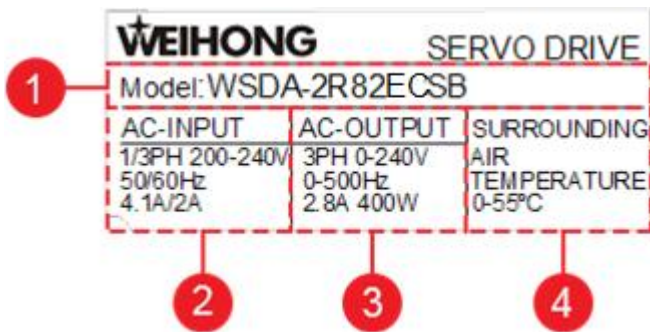 WEIHONG
SERVO DRIVE
1
Model:WSDA-2R82ECSB
AC-INPUT
1/3PH 200-240V
50/60Hz
4.1A/2A
AC-OUTPUT
3PH 0-240V
0-500Hz
2.8A 400W
SURROUNDING
AIR
TEMPERATURE
0-55°C
2
3
4